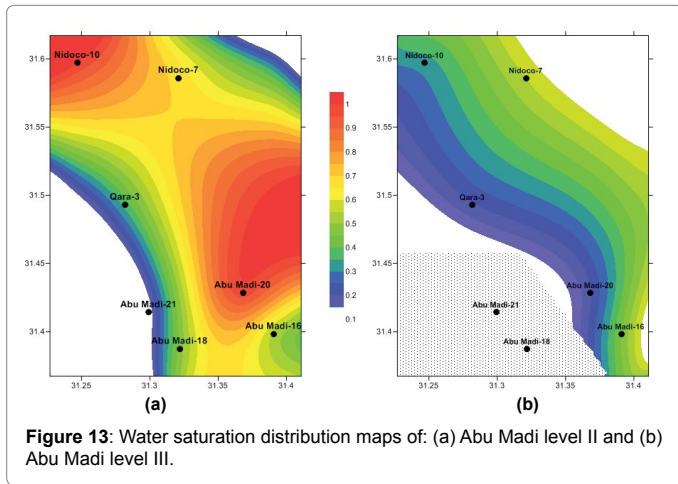 31.6
31.55
31.5
31.45
31.4
31.25
31.3
31.35
31.4
Nidoco-10
Nidoco-7
Qara-3
Abu Madi-20
Abu Madi-21
Abu Madi-16
Abu Madi-18
(a)
1
0.9
0.8
0.7
0.6
0.5
0.4
0.3
0.2
0.1
31.6
31.55
31.5
31.45
31.4
31.25
31.3
31.35
31.4
Nidoco-10
Nidoco-7
Qara-3
Abu Madi-20
Abu Madi-21
Abu Madi-16
Abu Madi-18
(b)
Figure 13: Water saturation distribution maps of: (a) Abu Madi level II and (b)
Abu Madi level III.